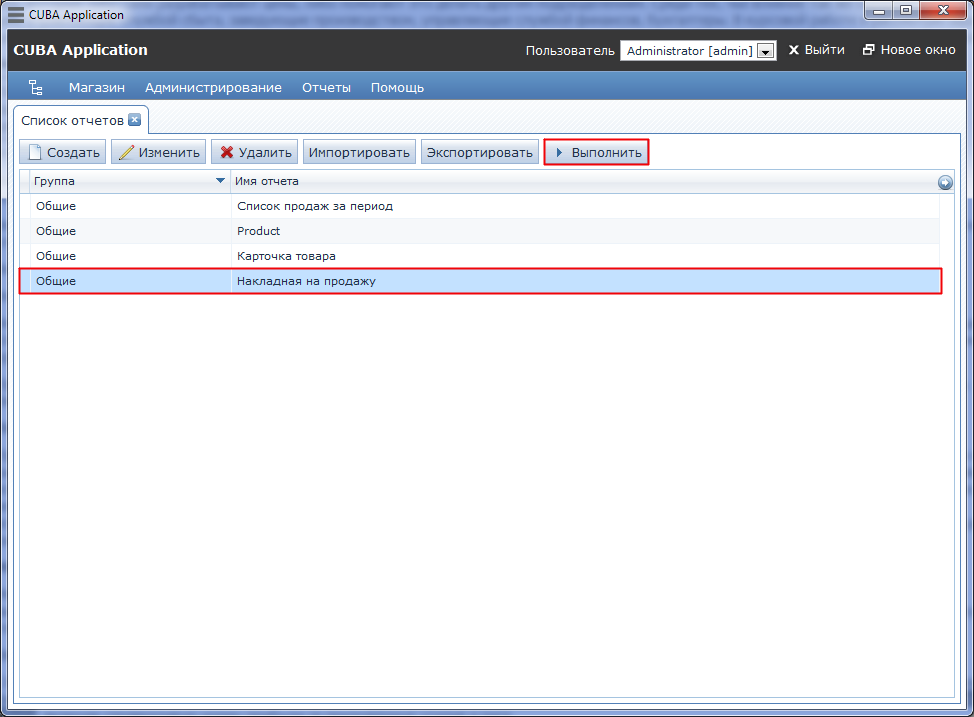 CUBA Application
CUBA Application
Пользователь Administrator [admin] Выйти Новое окно
Магазин Администрирование Отчеты Помощь
Список отчетов
Создать Изменить Удалить Импортировать Экспортировать Выполнить
Группа Имя отчета
Общие Список продаж за период
Общие Product
Общие Карточка товара
Общие Накладная на продажу